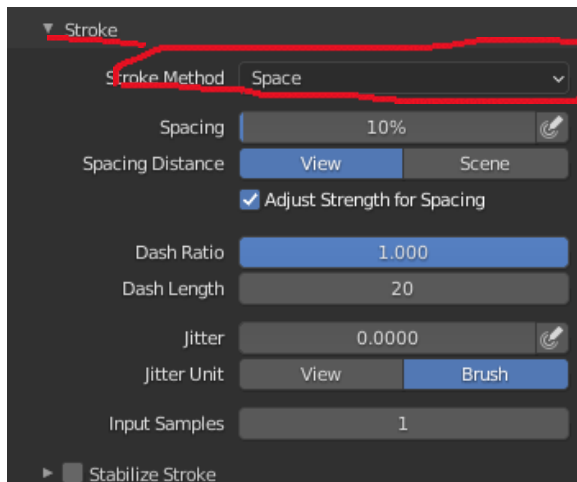 Stroke
Stroke Method Space
Spacing 10%
Spacing Distance View Scene
Adjust Strength for Spacing
Dash Ratio 1.000
Dash Length 20
Jitter 0.0000
Jitter Unit View Brush
Input Samples 1
Stabilize Stroke